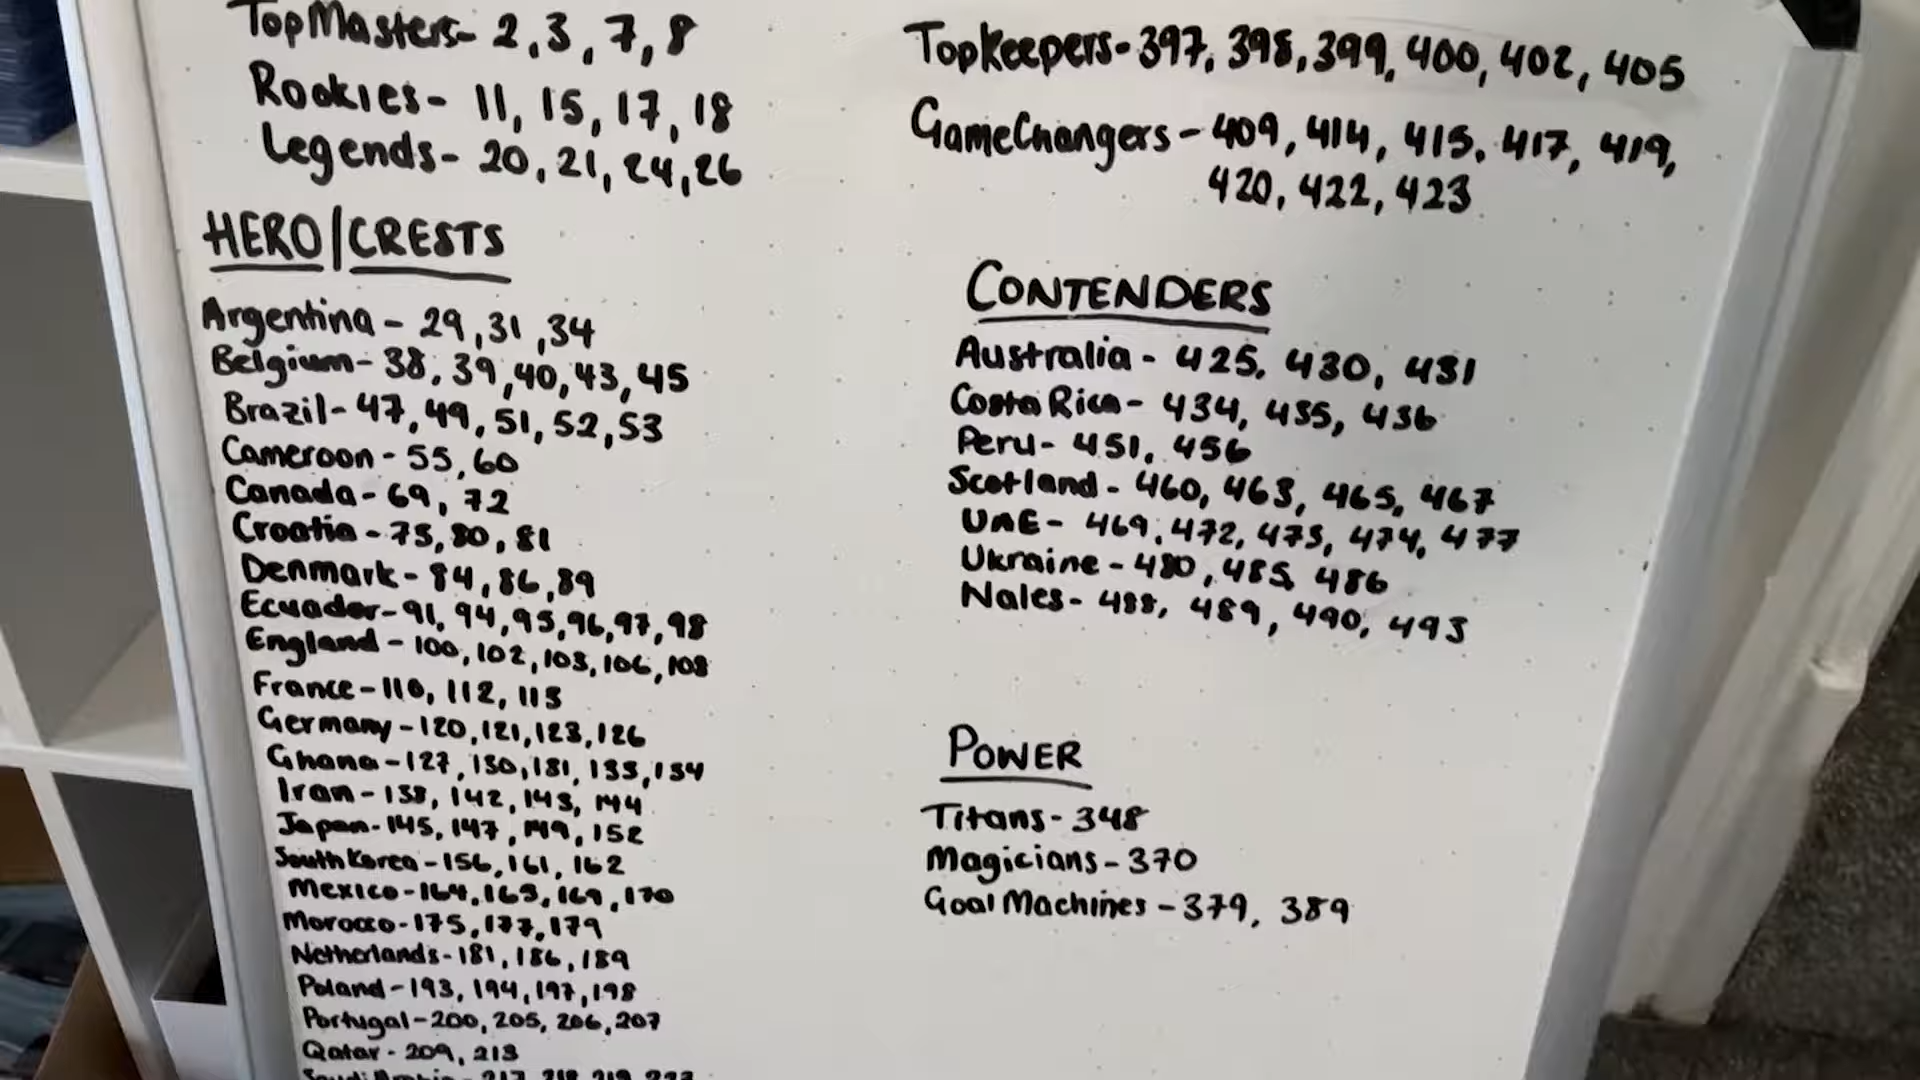 TopMasters- 2, 3, 7, 8
Rookies- 11, 15, 17, 18
Legends- 20, 21, 24, 26
HERO/CRESTS
Argentina - 29, 31, 34
Belgium- 38, 39, 40, 43, 45
Brazil- 47, 49, 51, 52, 53
Cameroon - 55, 60
Canada- 69, 72
Croatia - 75, 80, 81
Denmark- 84, 86, 89
Ecuador- 91, 94, 95, 96, 97, 98
England - 100, 102, 103, 106, 108
France - 110, 112, 113
Germany - 120, 121, 123, 126
Ghana - 127, 130, 131, 133, 134
Iran - 138, 142, 143, 144
Japan- 145, 147, 149, 152
South Korea - 156, 161, 162
Mexico - 164, 165, 169, 170
Morocco - 175, 177, 179
Netherlands - 181, 186, 189
Poland - 193, 194, 197, 198
Portugal - 200, 205, 206, 207
Qatar - 209, 213
Saudi Arabia - 217, 218, 219, 223
TopKeepers- 397, 398, 399, 400, 402, 405
GameChangers - 409, 414, 415, 417, 419,
420, 422, 423
CONTENDERS
Australia - 425, 430, 431
Costa Rica - 434, 435, 436
Peru- 451, 456
Scotland - 460, 463, 465, 467
UAE- 469, 472, 473, 474, 477
Ukraine - 480, 485, 486
Wales- 488, 489, 490, 493
POWER
Titans- 348
Magicians - 370
Goal Machines - 379, 389